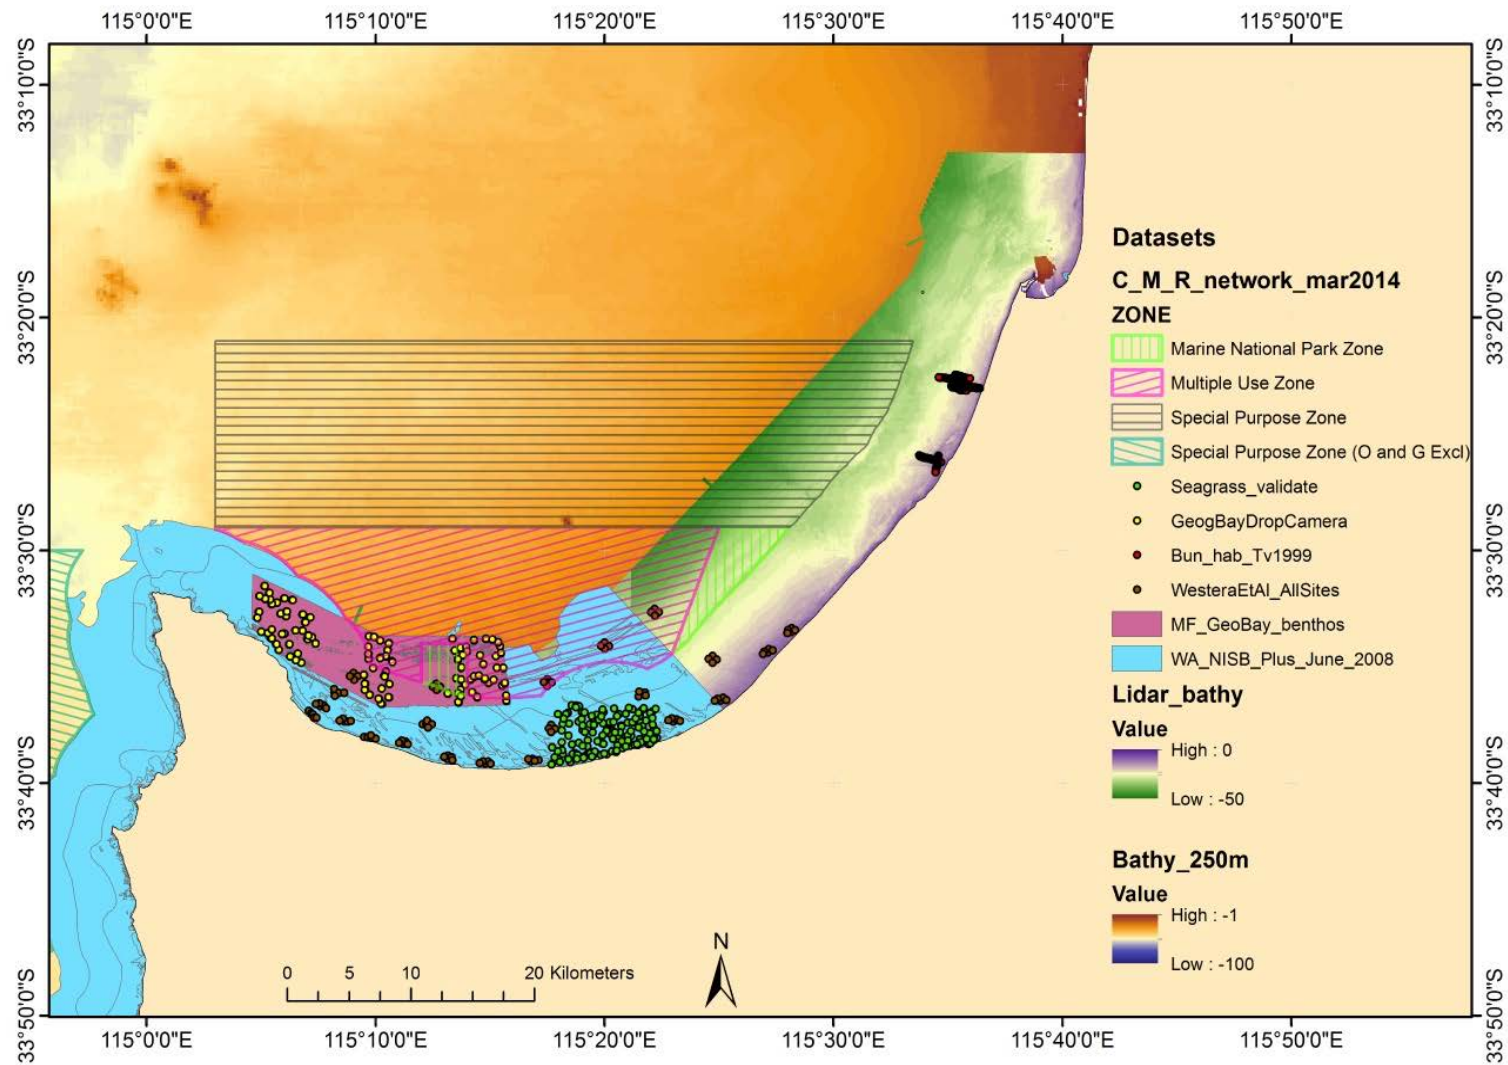 115°0'0"E 115°10'0"E 115°20'0"E 115°30'0"E 115°40'0"E 115°50'0"E
33°10'0"S
33°20'0"S
33°30'0"S
33°40'0"S
33°50'0"S
33°10'0"S
33°20'0"S
33°30'0"S
33°40'0"S
33°50'0"S
Datasets
C_M_R_network_mar2014
ZONE
Marine National Park Zone
Multiple Use Zone
Special Purpose Zone
Special Purpose Zone (O and G Excl)
Seagrass_validate
GeogBayDropCamera
Bun_hab_Tv1999
WesteraEtAl_AllSites
MF_GeoBay_benthos
WA_NISB_Plus_June_2008
Lidar_bathy
Value
High : 0
Low : -50
Bathy_250m
Value
High : -1
Low : -100
N
0 5 10 20 Kilometers
115°0'0"E 115°10'0"E 115°20'0"E 115°30'0"E 115°40'0"E 115°50'0"E